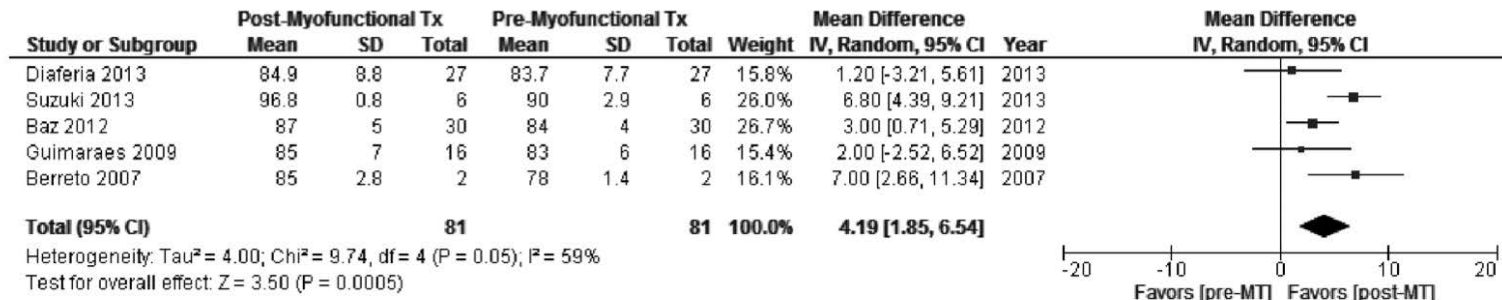 Post-Myofunctional Tx Pre-Myofunctional Tx Mean Difference Mean Difference
Study or Subgroup Mean SD Total Mean SD Total Weight IV, Random, 95% CI Year IV, Random, 95% CI
Diaferia 2013 84.9 8.8 27 83.7 7.7 27 15.8% 1.20 [-3.21, 5.61] 2013
Suzuki 2013 96.8 0.8 6 90 2.9 6 26.0% 6.80 [4.39, 9.21] 2013
Baz 2012 87 5 30 84 4 30 26.7% 3.00 [0.71, 5.29] 2012
Guimaraes 2009 85 7 16 83 6 16 15.4% 2.00 [-2.52, 6.52] 2009
Berreto 2007 85 2.8 2 78 1.4 2 16.1% 7.00 [2.66, 11.34] 2007
Total (95% CI) 81 81 100.0% 4.19 [1.85, 6.54]
Heterogeneity: Tau² = 4.00; Chi² = 9.74, df = 4 (P = 0.05); I² = 59%
Test for overall effect: Z = 3.50 (P = 0.0005)
-20 -10 0 10 20
Favors [pre-MT] Favors [post-MT]